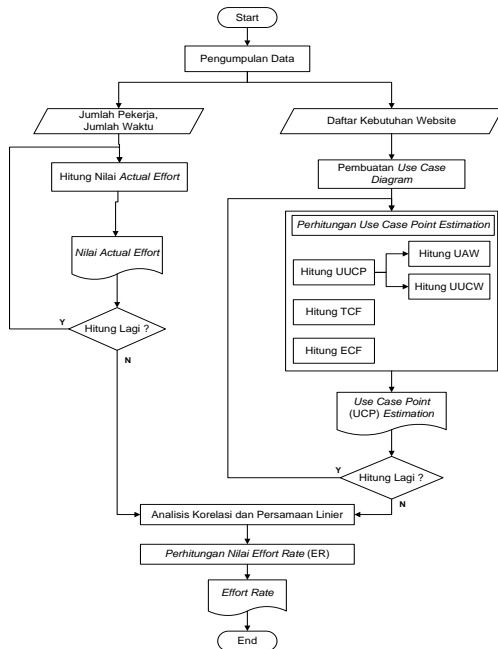 Start
Pengumpulan Data
Jumlah Pekerja,
Jumlah Waktu
Hitung Nilai Actual Effort
Nilai Actual Effort
Hitung Lagi ?
Y
N
Daftar Kebutuhan Website
Pembuatan Use Case
Diagram
Perhitungan Use Case Point Estimation
Hitung UUCP
Hitung UAW
Hitung UUCW
Hitung TCF
Hitung ECF
Use Case Point
(UCP) Estimation
Hitung Lagi ?
Y
N
Analisis Korelasi dan Persamaan Linier
Perhitungan Nilai Effort Rate (ER)
Effort Rate
End